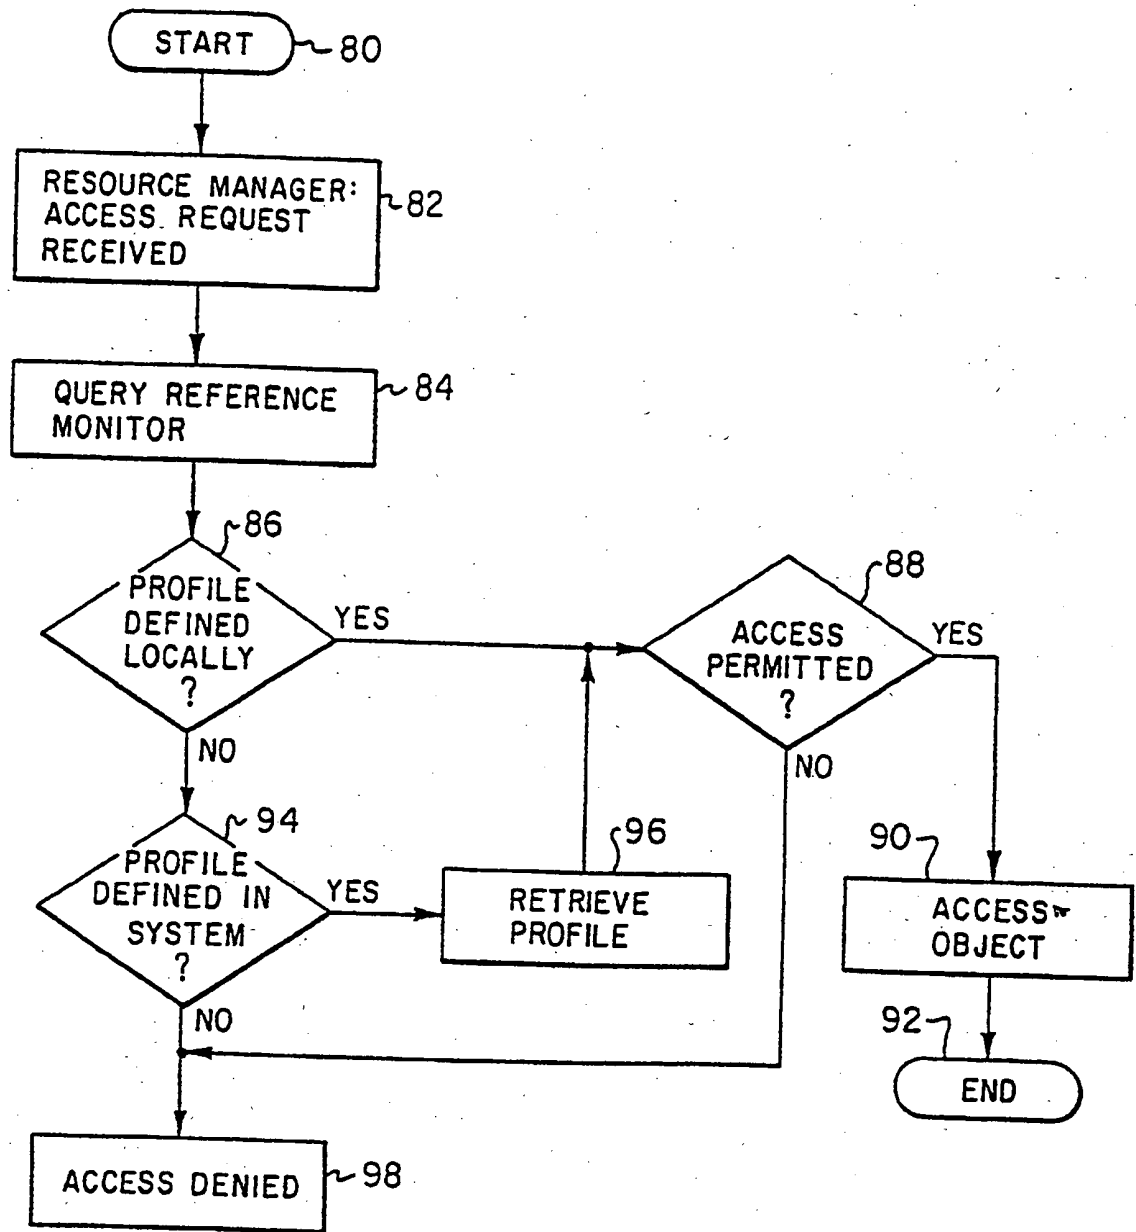 START
80
RESOURCE MANAGER:
ACCESS REQUEST
RECEIVED
82
QUERY REFERENCE
MONITOR
84
86
PROFILE
DEFINED
LOCALLY
?
YES
NO
88
ACCESS
PERMITTED
?
YES
NO
94
PROFILE
DEFINED IN
SYSTEM
?
YES
NO
96
RETRIEVE
PROFILE
90
ACCESS
OBJECT
92
END
ACCESS DENIED
98